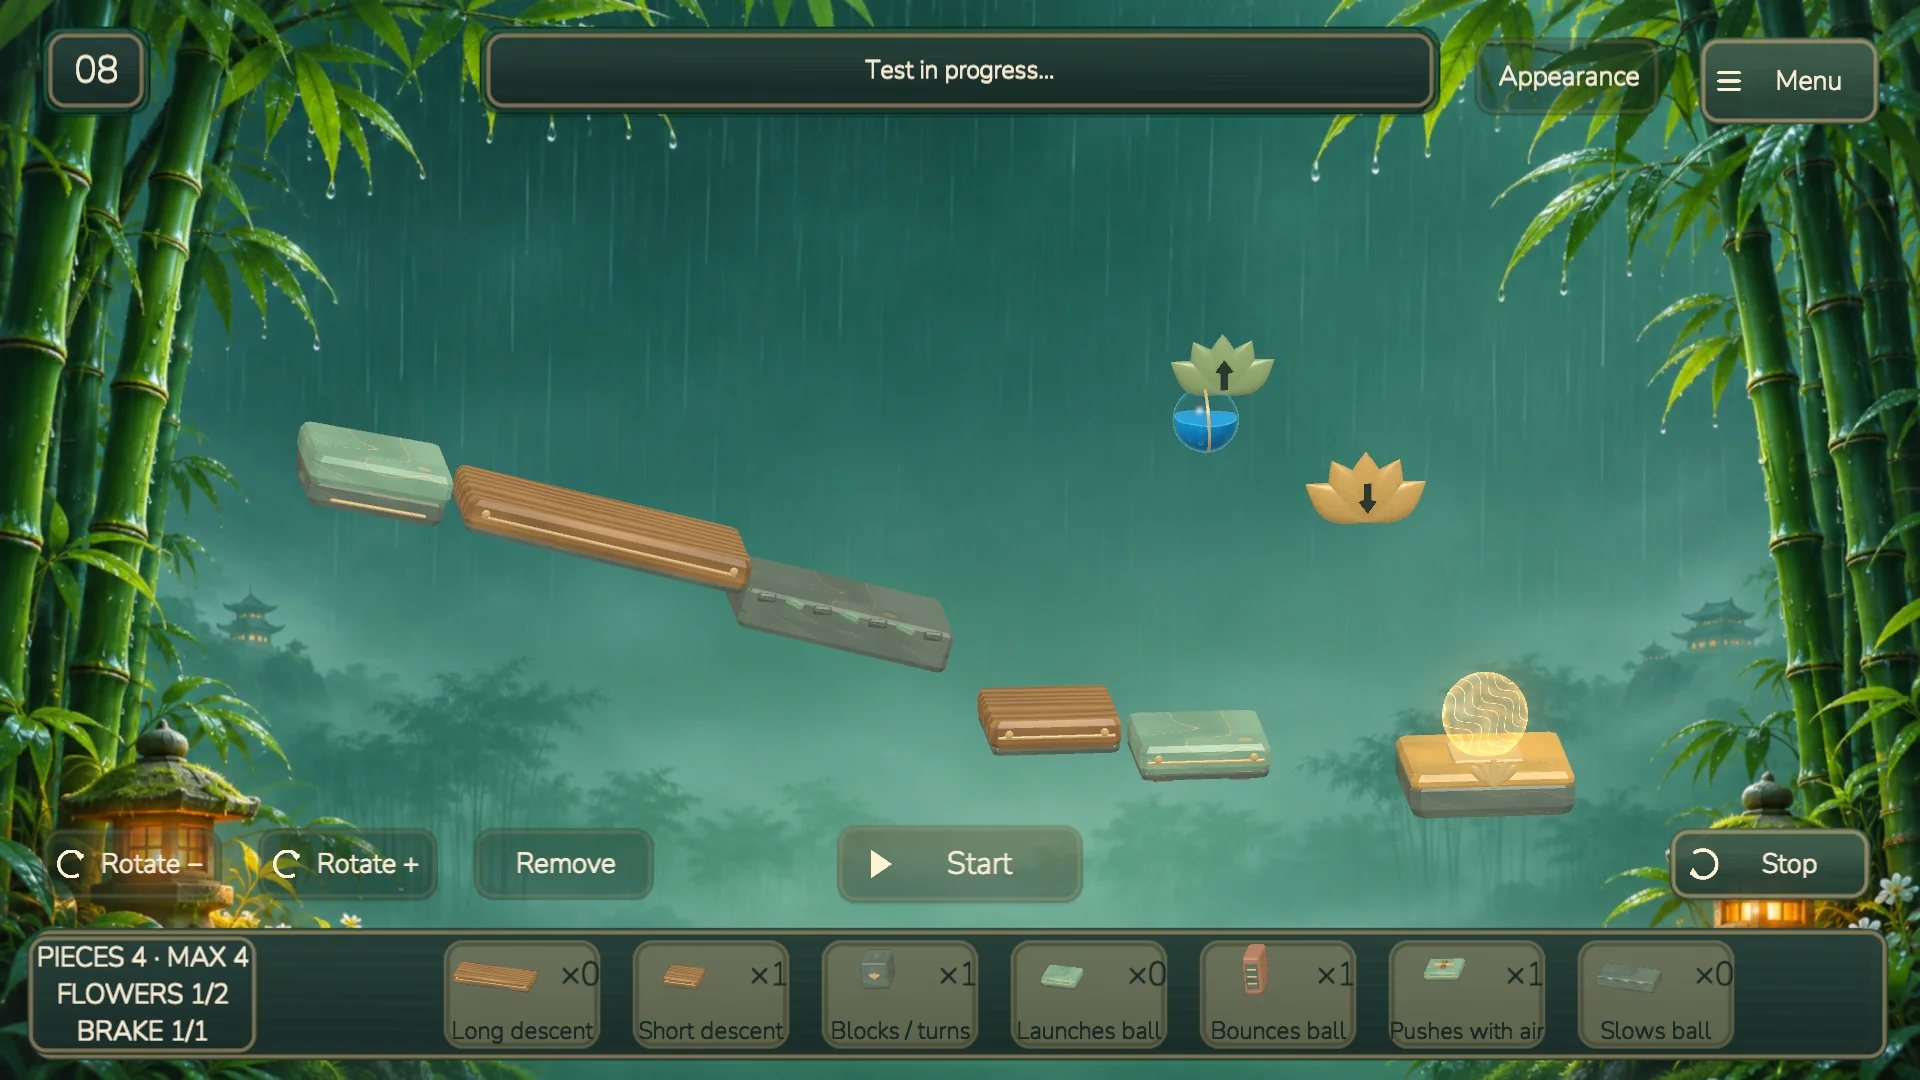 08
Test in progress...
Appearance
Menu
Rotate –
Rotate +
Remove
Start
Stop
PIECES 4 · MAX 4
FLOWERS 1/2
BRAKE 1/1
×0
Long descent
×1
Short descent
×1
Blocks / turns
×0
Launches ball
×1
Bounces ball
×1
Pushes with air
×0
Slows ball